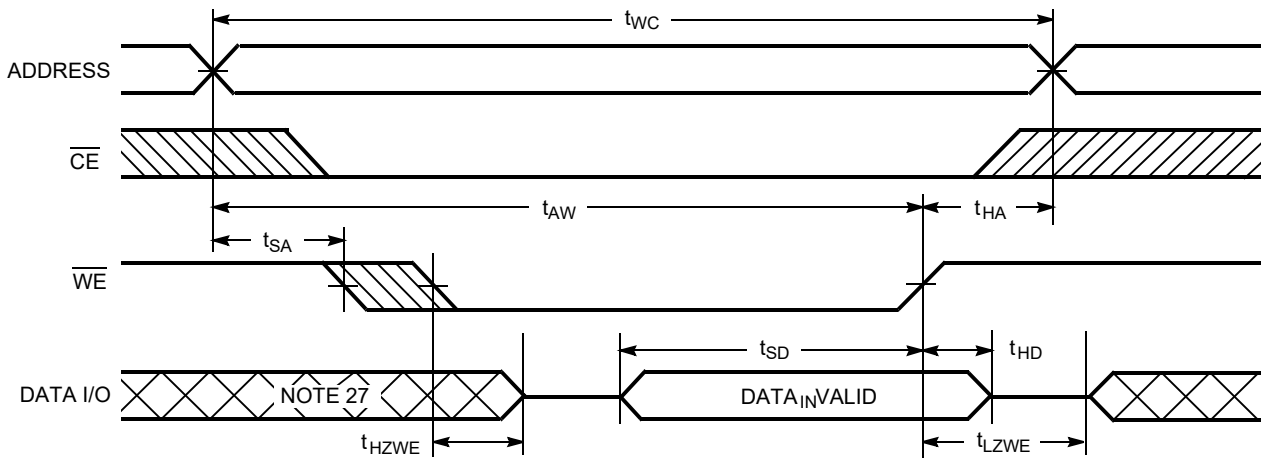 tWC
ADDRESS
CE
tAW
tHA
tSA
WE
tSD
tHD
DATA I/O
NOTE 27
DATAINVALID
tHZWE
tLZWE